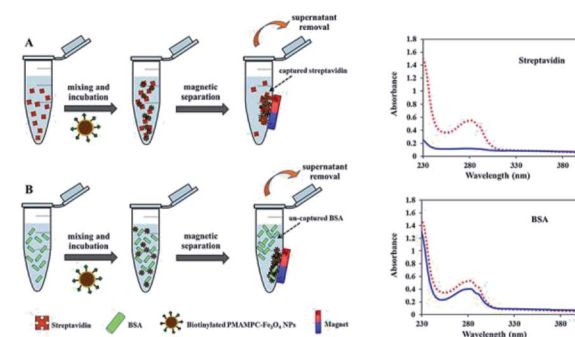 A
supernatant
removal
captured streptavidin
mixing and
incubation
magnetic
separation
B
supernatant
removal
un-captured BSA
mixing and
incubation
magnetic
separation
Streptavidin
BSA
Biotinylated PMAMPC-Fe₃O₄ NPs
Magnet
Streptavidin
Absorbance
1.8
1.6
1.4
1.2
1
0.8
0.6
0.4
0.2
0
230 280 330 380
Wavelength (nm)
BSA
Absorbance
1.8
1.6
1.4
1.2
1
0.8
0.6
0.4
0.2
0
230 280 330 380
Wavelength (nm)